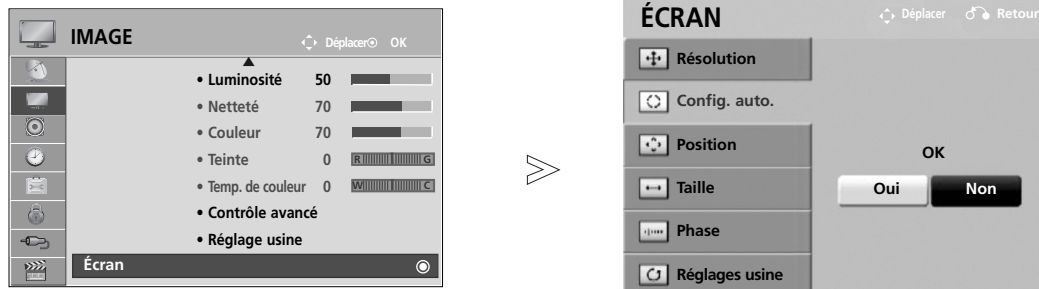 IMAGE
Déplacer OK
• Luminosité 50
• Netteté 70
• Couleur 70
• Teinte 0 R G
• Temp. de couleur 0 W C
• Contrôle avancé
• Réglage usine
Écran
ÉCRAN
Déplacer Retour
Résolution
Config. auto.
Position
Taille
Phase
Réglages usine
OK
Oui Non